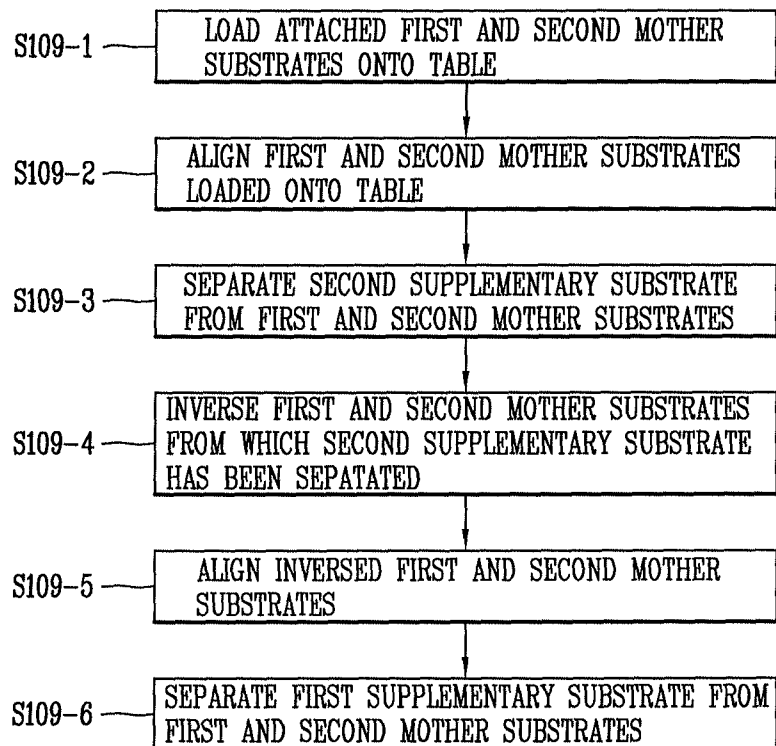 S109-1
LOAD ATTACHED FIRST AND SECOND MOTHER
SUBSTRATES ONTO TABLE
S109-2
ALIGN FIRST AND SECOND MOTHER SUBSTRATES
LOADED ONTO TABLE
S109-3
SEPARATE SECOND SUPPLEMENTARY SUBSTRATE
FROM FIRST AND SECOND MOTHER SUBSTRATES
S109-4
INVERSE FIRST AND SECOND MOTHER SUBSTRATES
FROM WHICH SECOND SUPPLEMENTARY SUBSTRATE
HAS BEEN SEPATATED
S109-5
ALIGN INVERSED FIRST AND SECOND MOTHER
SUBSTRATES
S109-6
SEPARATE FIRST SUPPLEMENTARY SUBSTRATE FROM
FIRST AND SECOND MOTHER SUBSTRATES